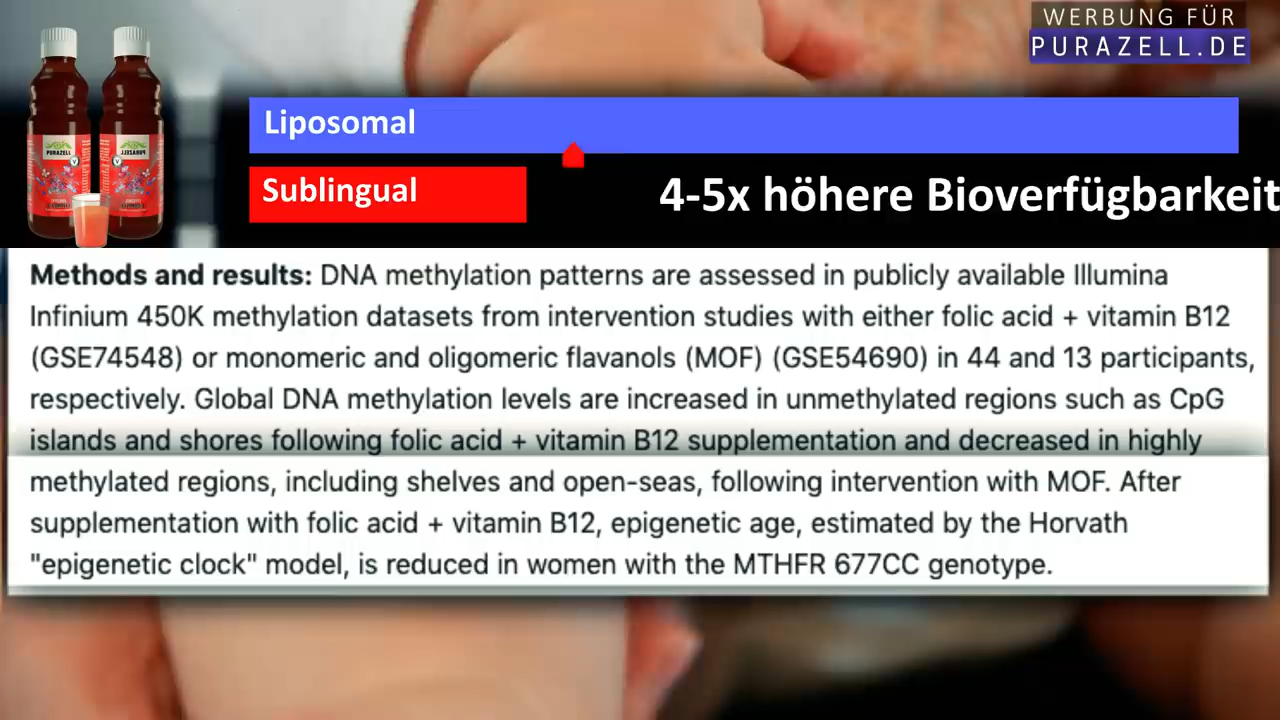 WERBUNG FÜR
PURAZELL.DE
Liposomal
Sublingual
4-5x höhere Bioverfügbarkeit
PURAZELL
Methods and results: DNA methylation patterns are assessed in publicly available Illumina
Infinium 450K methylation datasets from intervention studies with either folic acid + vitamin B12
(GSE74548) or monomeric and oligomeric flavanols (MOF) (GSE54690) in 44 and 13 participants,
respectively. Global DNA methylation levels are increased in unmethylated regions such as CpG
islands and shores following folic acid + vitamin B12 supplementation and decreased in highly
methylated regions, including shelves and open-seas, following intervention with MOF. After
supplementation with folic acid + vitamin B12, epigenetic age, estimated by the Horvath
"epigenetic clock" model, is reduced in women with the MTHFR 677CC genotype.